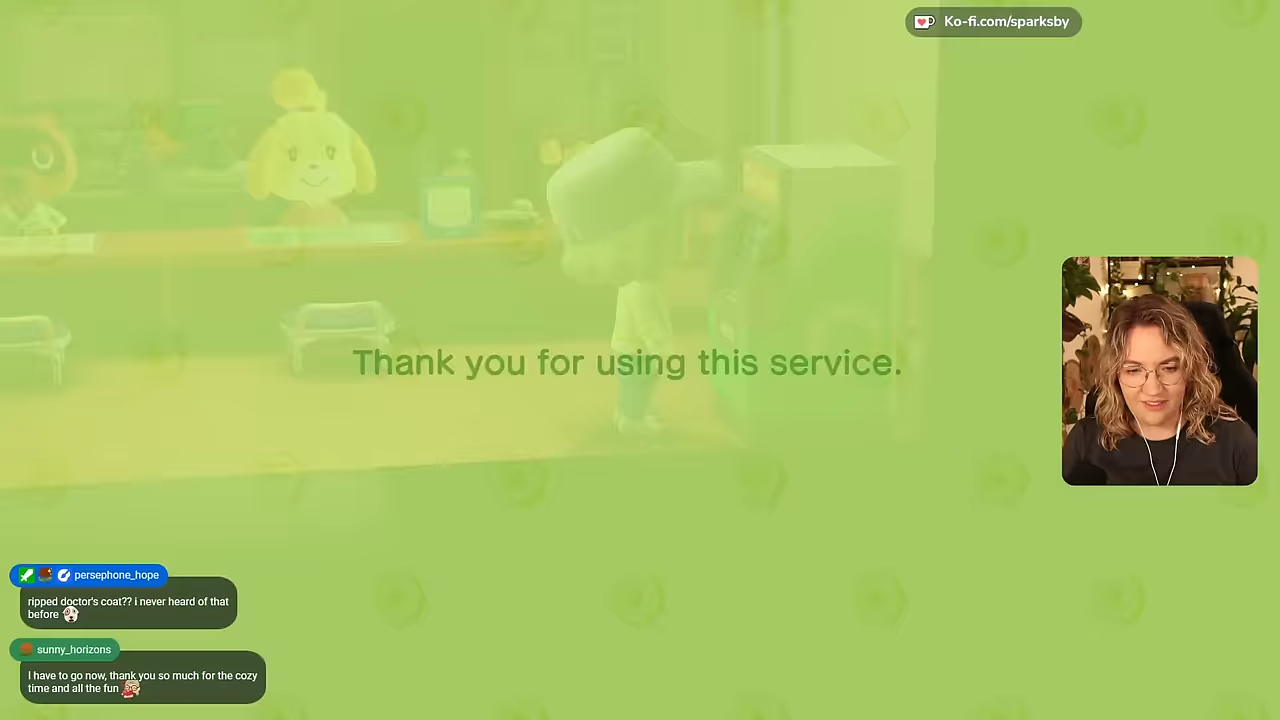 Ko-fi.com/sparksby
Thank you for using this service.
persephone_hope
ripped doctor's coat?? i never heard of that
before
sunny_horizons
I have to go now, thank you so much for the cozy
time and all the fun